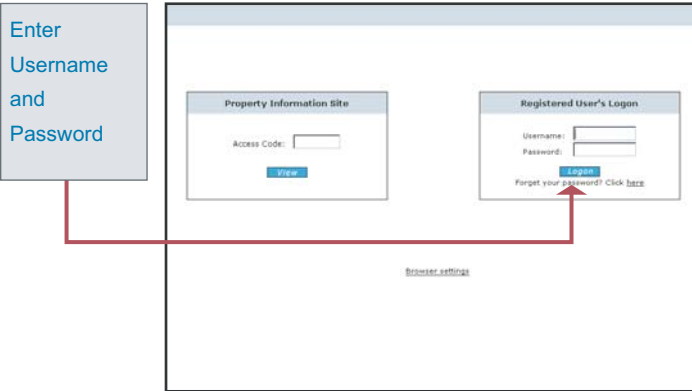 Enter
Username
and
Password
Property Information Site
Access Code:
View
Registered User's Logon
Username:
Password:
Logon
Forget your password? Click here
Browser settings